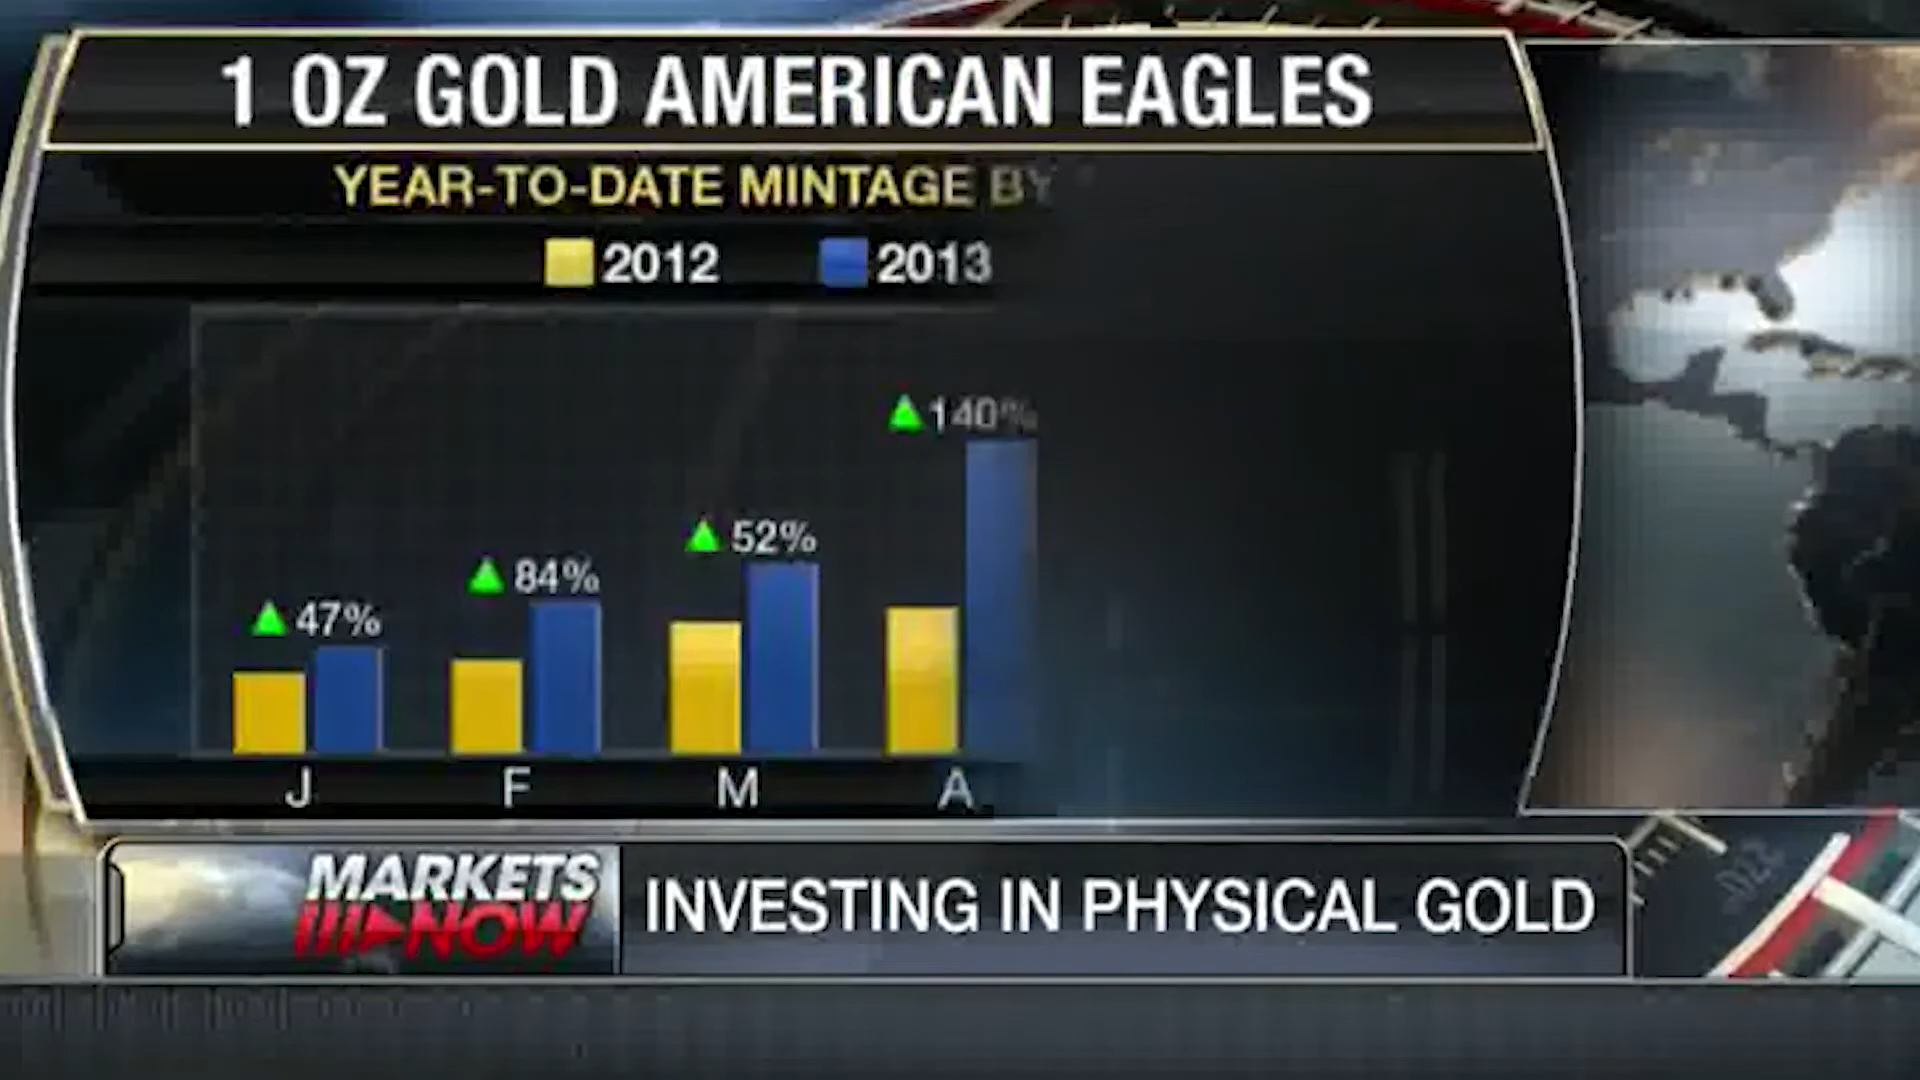 1 OZ GOLD AMERICAN EAGLES
YEAR-TO-DATE MINTAGE BY
2012 2013
140%
52%
84%
47%
J F M A
MARKETS NOW
INVESTING IN PHYSICAL GOLD